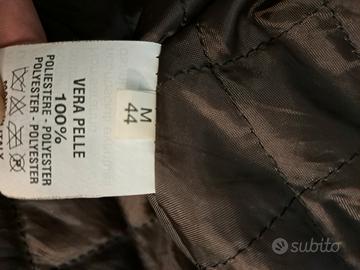 VERA PELLE
100%
POLIESTERE - POLYESTER
POLYESTER - POLYESTER
M
44
subito